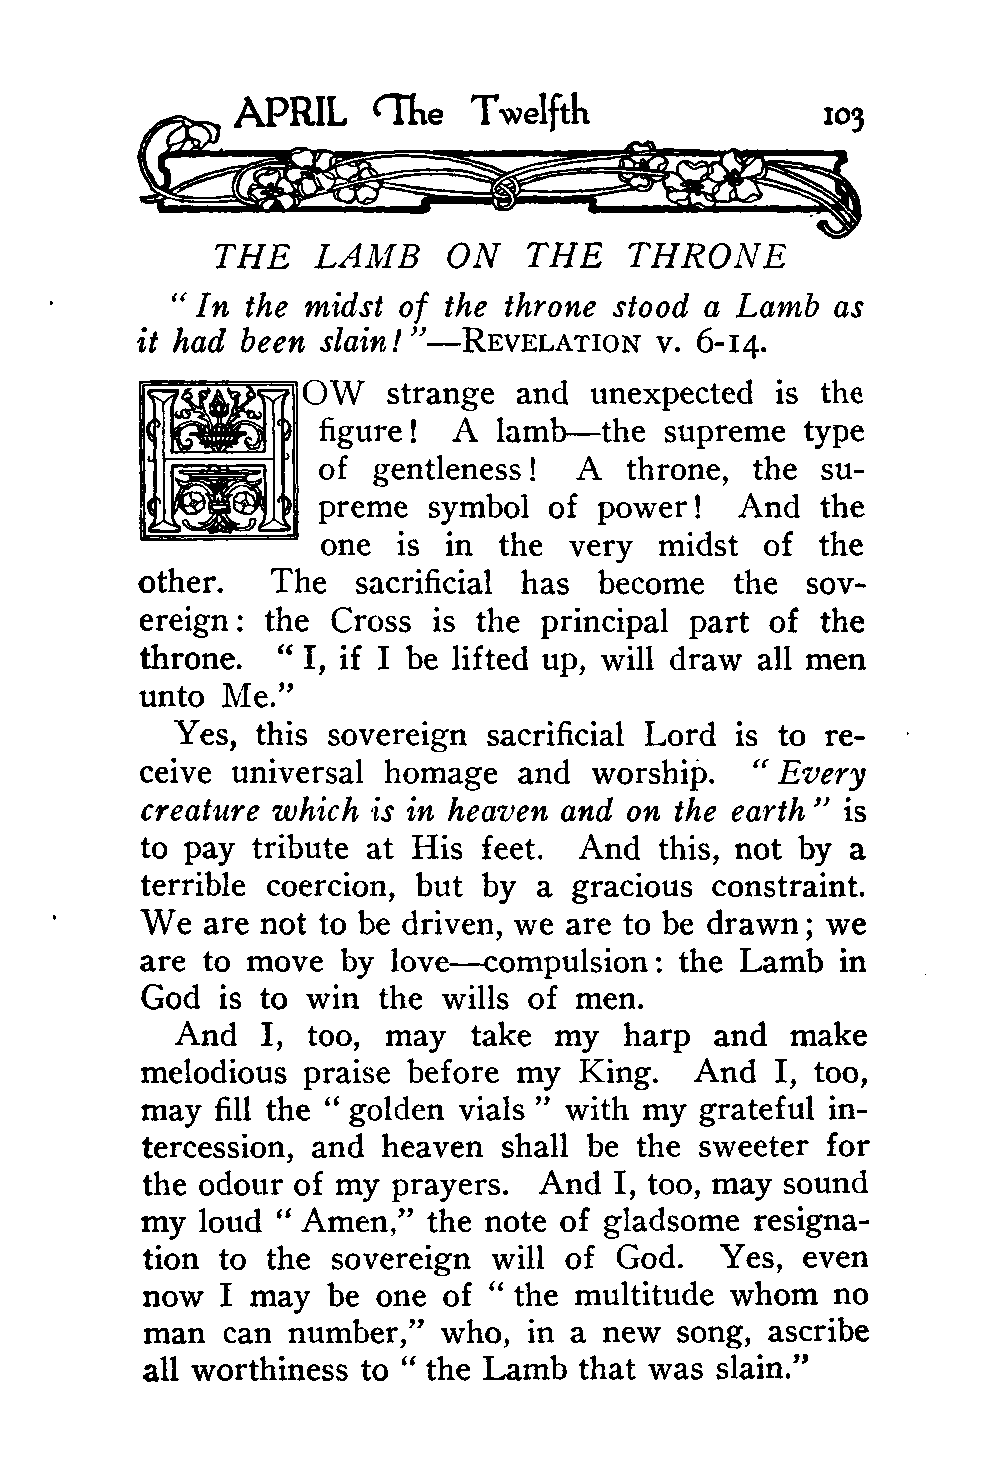 APRIL The Twelfth 103
THE LAMB ON THE THRONE
“In the midst of the throne stood a Lamb as
it had been slain!”—REVELATION v. 6-14.
HOW strange and unexpected is the
figure! A lamb—the supreme type
of gentleness! A throne, the su-
preme symbol of power! And the
one is in the very midst of the
other. The sacrificial has become the sov-
ereign: the Cross is the principal part of the
throne. “I, if I be lifted up, will draw all men
unto Me.”
Yes, this sovereign sacrificial Lord is to re-
ceive universal homage and worship. “Every
creature which is in heaven and on the earth” is
to pay tribute at His feet. And this, not by a
terrible coercion, but by a gracious constraint.
We are not to be driven, we are to be drawn; we
are to move by love—compulsion: the Lamb in
God is to win the wills of men.
And I, too, may take my harp and make
melodious praise before my King. And I, too,
may fill the “golden vials” with my grateful in-
tercession, and heaven shall be the sweeter for
the odour of my prayers. And I, too, may sound
my loud “Amen,” the note of gladsome resigna-
tion to the sovereign will of God. Yes, even
now I may be one of “the multitude whom no
man can number,” who, in a new song, ascribe
all worthiness to “the Lamb that was slain.”